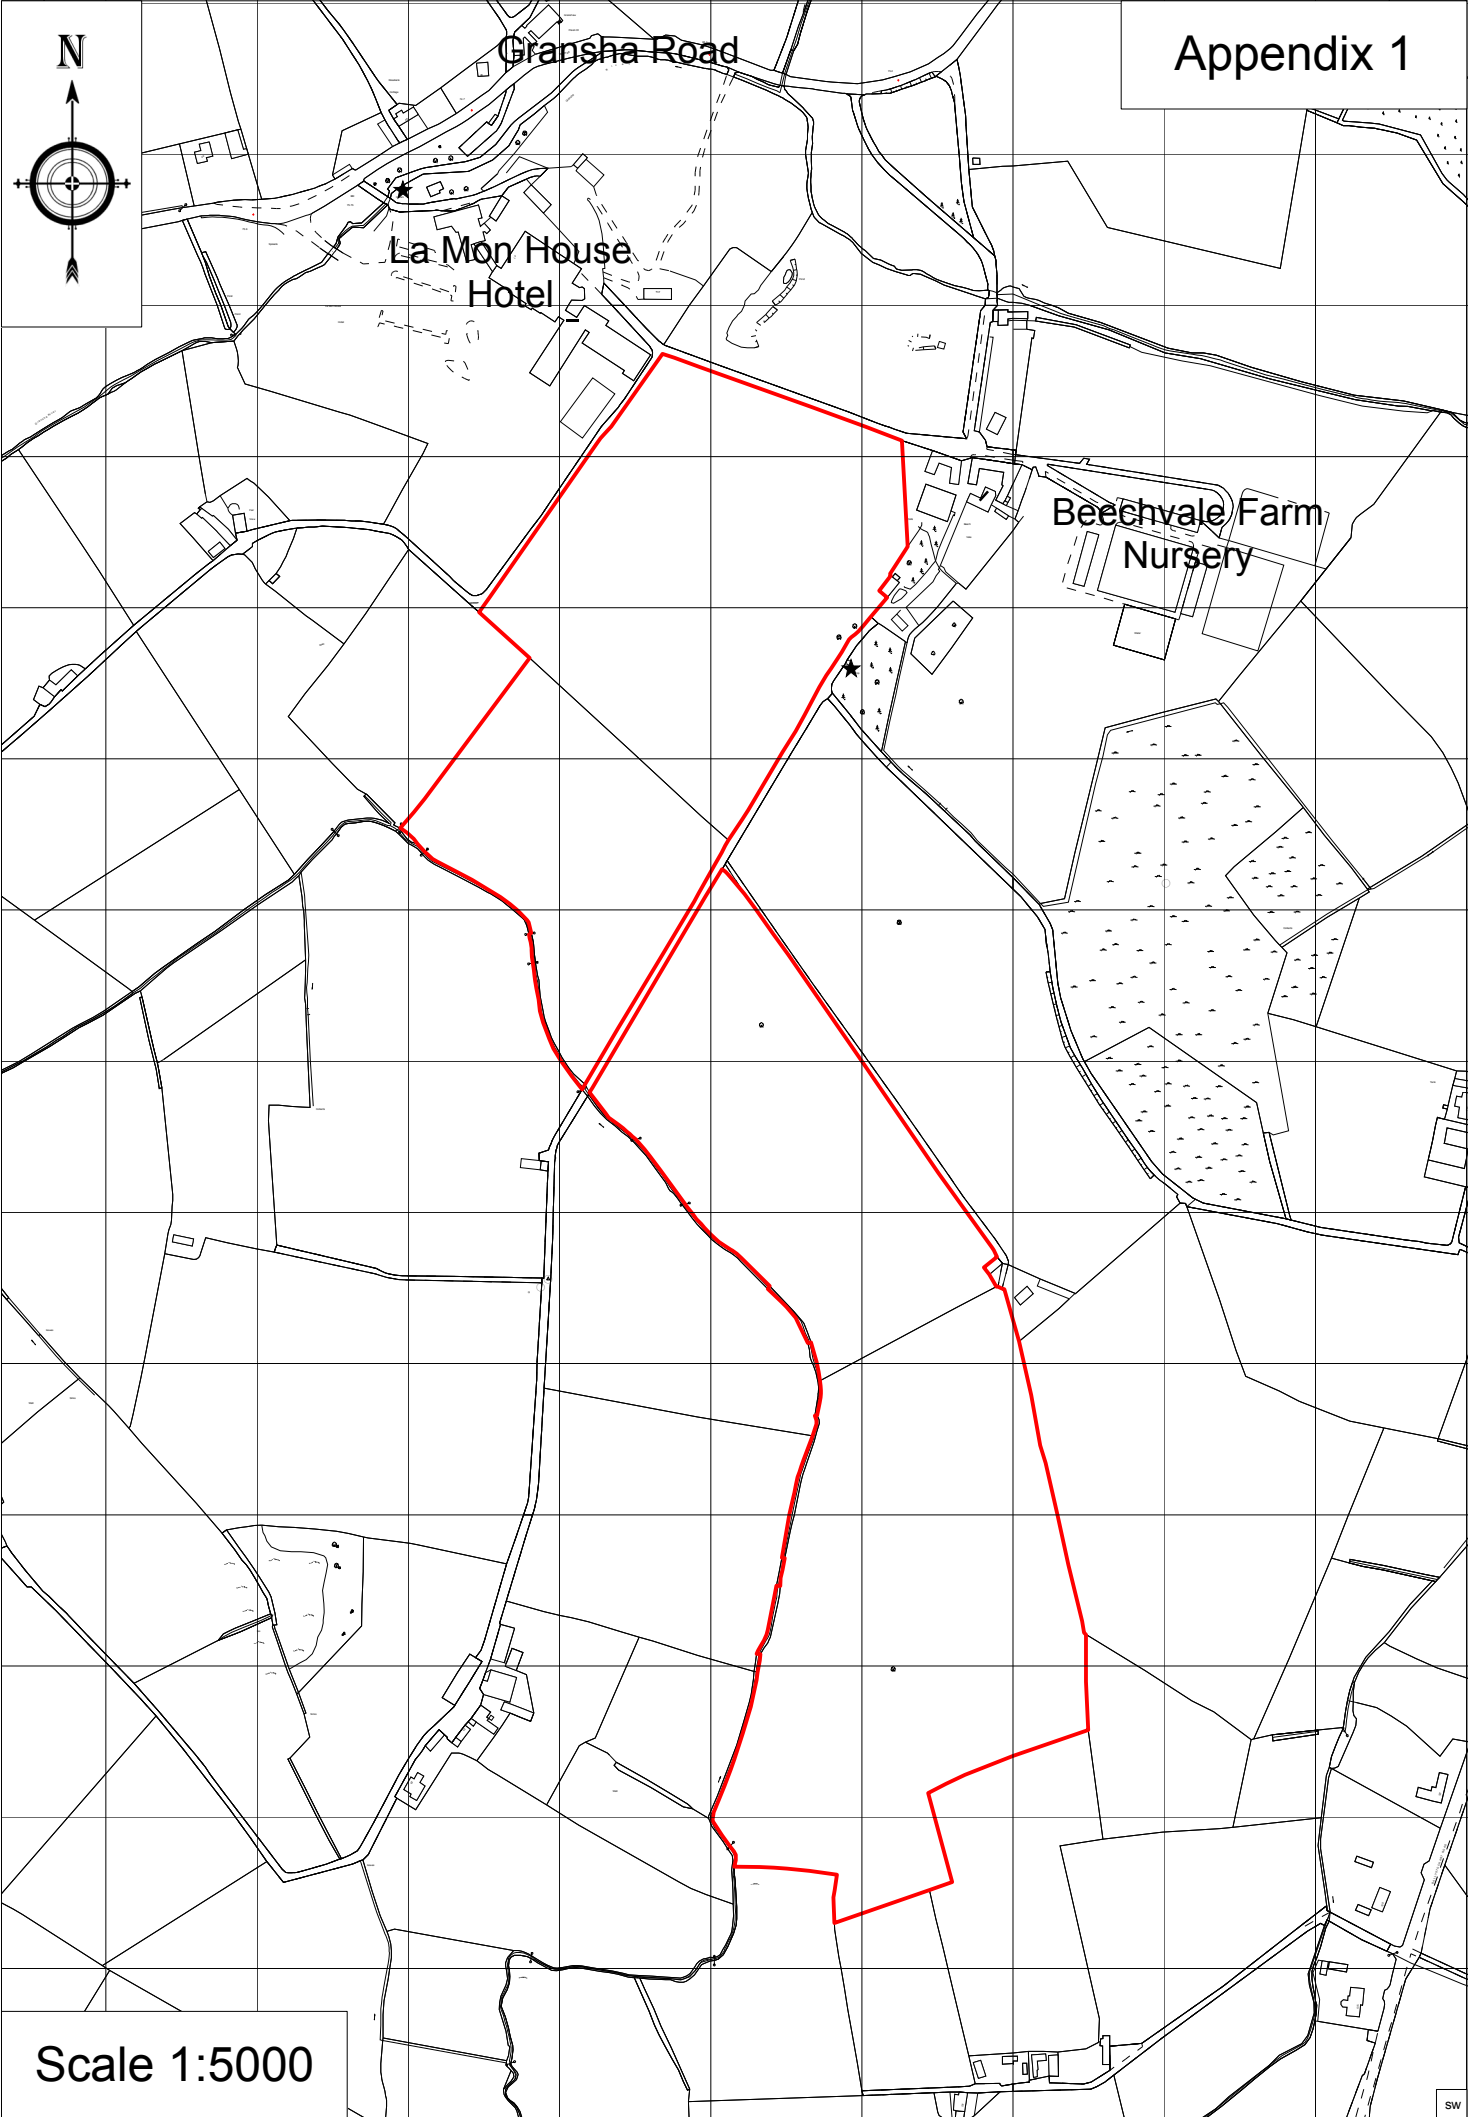 N
Gransha Road
Appendix 1
La Mon House
Hotel
Beechvale Farm
Nursery
Scale 1:5000
SW